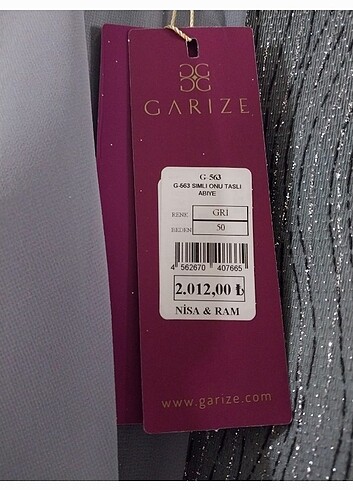 GARIZE
G-563
G-563 SIMLI ONU TASLI
ABIYE
RENK GRI
BEDEN 50
4 562670 407665
2.012,00 ₺
NİSA & RAM
www.garize.com